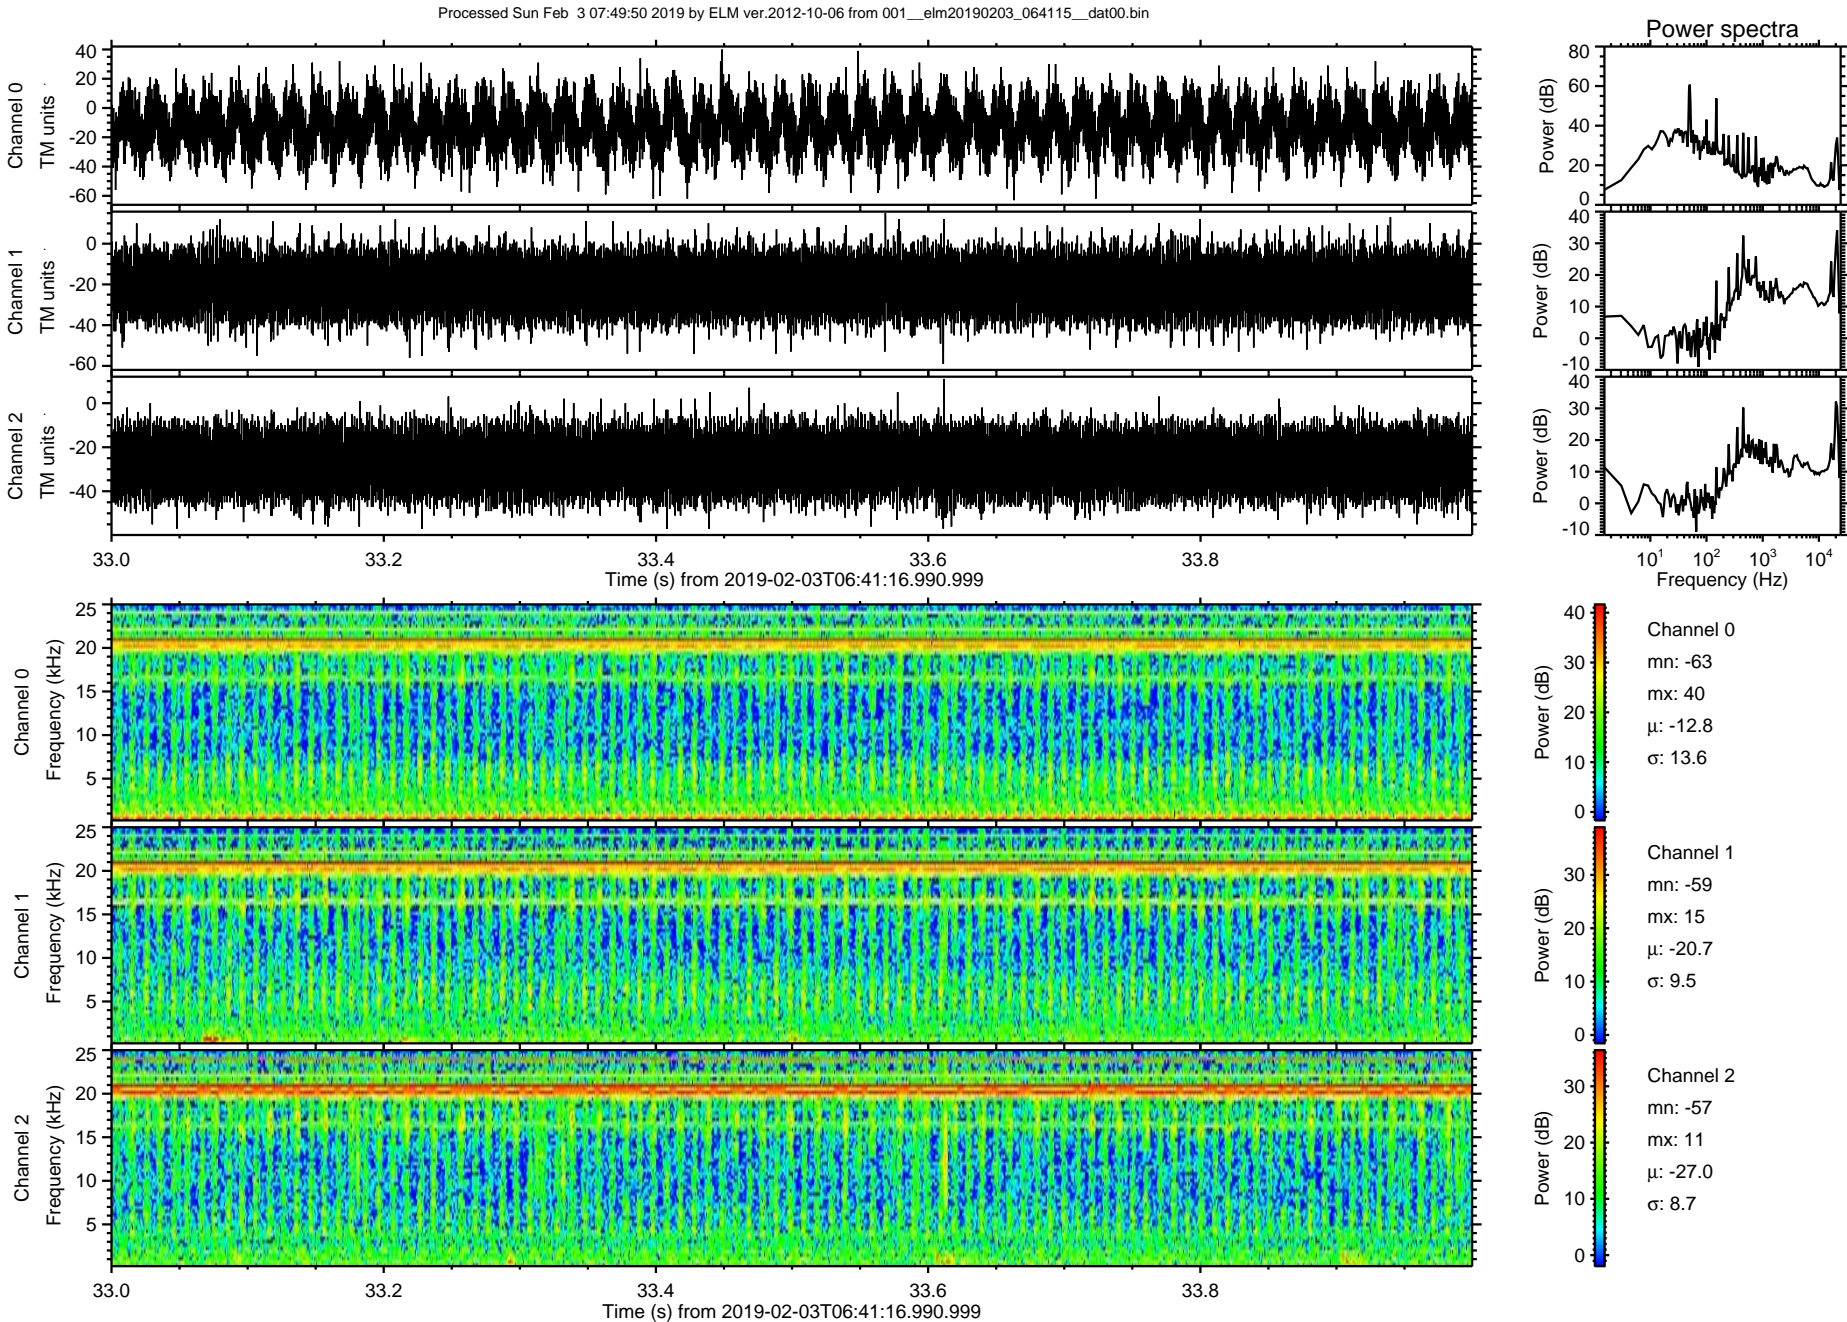 Processed Sun Feb  3 07:49:50 2019 by ELM ver.2012-10-06 from 001__elm20190203_064115__dat00.bin
Power spectra
Channel 0
TM units
40
20
0
-20
-40
-60
Power (dB)
80
60
40
20
0
Channel 1
TM units
0
-20
-40
-60
Power (dB)
40
30
20
10
0
-10
Channel 2
TM units
0
-20
-40
Power (dB)
40
30
20
10
0
-10
33.0 33.2 33.4 33.6 33.8
Time (s) from 2019-02-03T06:41:16.990.999
10^1 10^2 10^3 10^4
Frequency (Hz)
Channel 0
Frequency (kHz)
25
20
15
10
5
Power (dB)
40
30
20
10
0
Channel 0
mn: -63
mx: 40
μ: -12.8
σ: 13.6
Channel 1
Frequency (kHz)
25
20
15
10
5
Power (dB)
30
20
10
0
Channel 1
mn: -59
mx: 15
μ: -20.7
σ: 9.5
Channel 2
Frequency (kHz)
25
20
15
10
5
Power (dB)
30
20
10
0
Channel 2
mn: -57
mx: 11
μ: -27.0
σ: 8.7
33.0 33.2 33.4 33.6 33.8
Time (s) from 2019-02-03T06:41:16.990.999